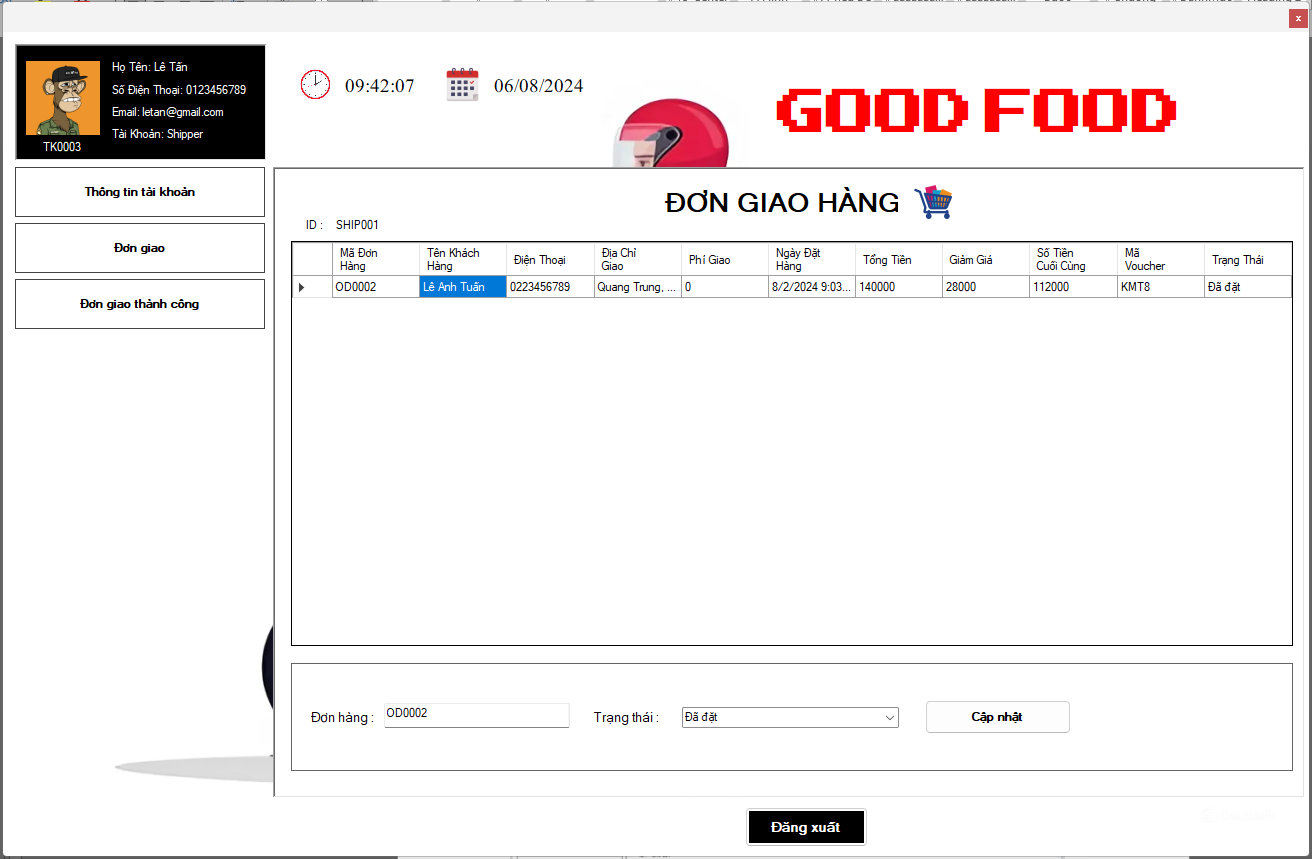 x
Họ Tên: Lê Tấn
Số Điện Thoại: 0123456789
Email: letan@gmail.com
Tài Khoản: Shipper
TK0003
09:42:07
06/08/2024
GOOD FOOD
Thông tin tài khoản
Đơn giao
Đơn giao thành công
ĐƠN GIAO HÀNG
ID : SHIP001
Mã Đơn Hàng Tên Khách Hàng Điện Thoại Địa Chỉ Giao Phí Giao Ngày Đặt Hàng Tổng Tiền Giảm Giá Số Tiền Cuối Cùng Mã Voucher Trạng Thái
OD0002 Lê Anh Tuấn 0223456789 Quang Trung, ... 0 8/2/2024 9:03... 140000 28000 112000 KMT8 Đã đặt
Đơn hàng : OD0002 Trạng thái : Đã đặt Cập nhật
Đăng xuất